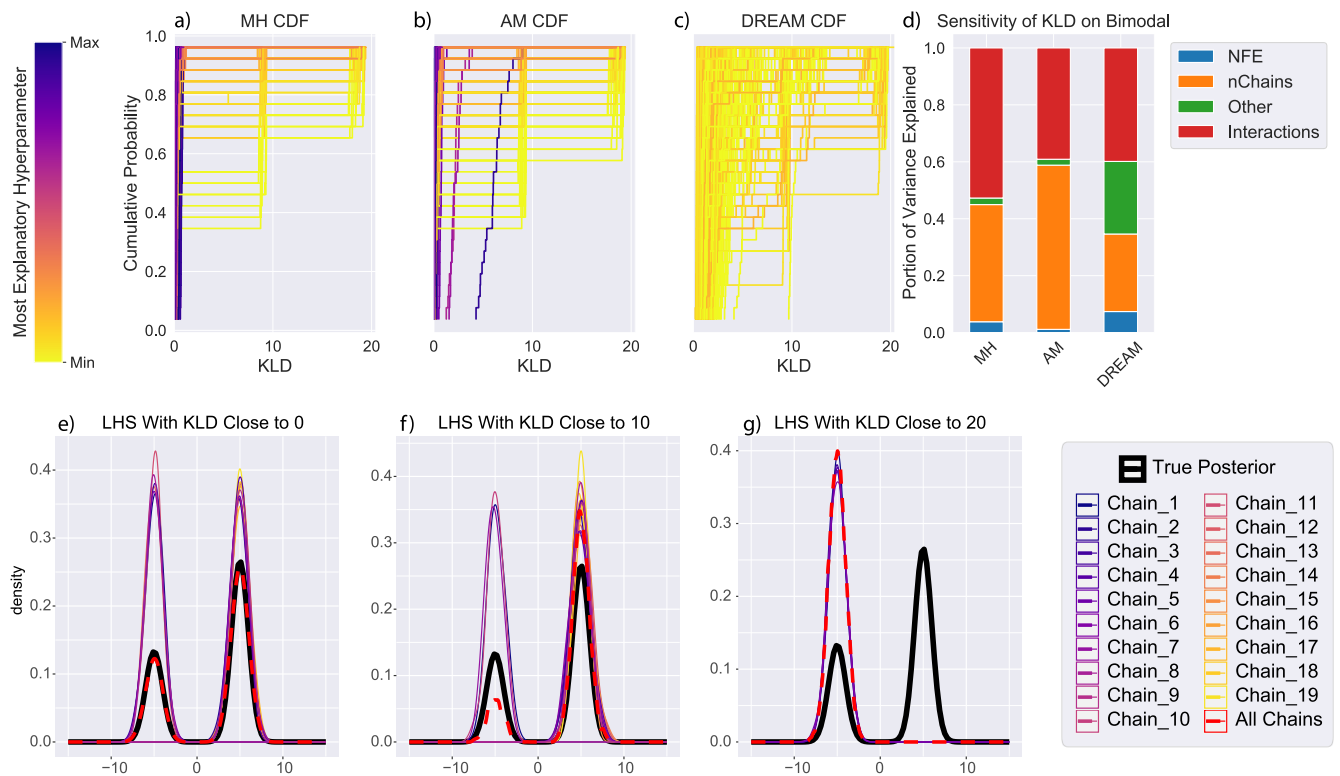 a) MH CDF
b) AM CDF
c) DREAM CDF
d) Sensitivity of KLD on Bimodal
Most Explanatory Hyperparameter
Max
Min
Cumulative Probability
1.0
0.8
0.6
0.4
0.2
0.0
0 10 20
KLD
0 10 20
KLD
0 10 20
KLD
Portion of Variance Explained
1.0
0.8
0.6
0.4
0.2
0.0
MH
AM
DREAM
NFE
nChains
Other
Interactions
e) LHS With KLD Close to 0
density
0.4
0.3
0.2
0.1
0.0
−10 0 10
f) LHS With KLD Close to 10
0.4
0.3
0.2
0.1
0.0
−10 0 10
g) LHS With KLD Close to 20
0.4
0.3
0.2
0.1
0.0
−10 0 10
True Posterior
Chain_1
Chain_2
Chain_3
Chain_4
Chain_5
Chain_6
Chain_7
Chain_8
Chain_9
Chain_10
Chain_11
Chain_12
Chain_13
Chain_14
Chain_15
Chain_16
Chain_17
Chain_18
Chain_19
All Chains